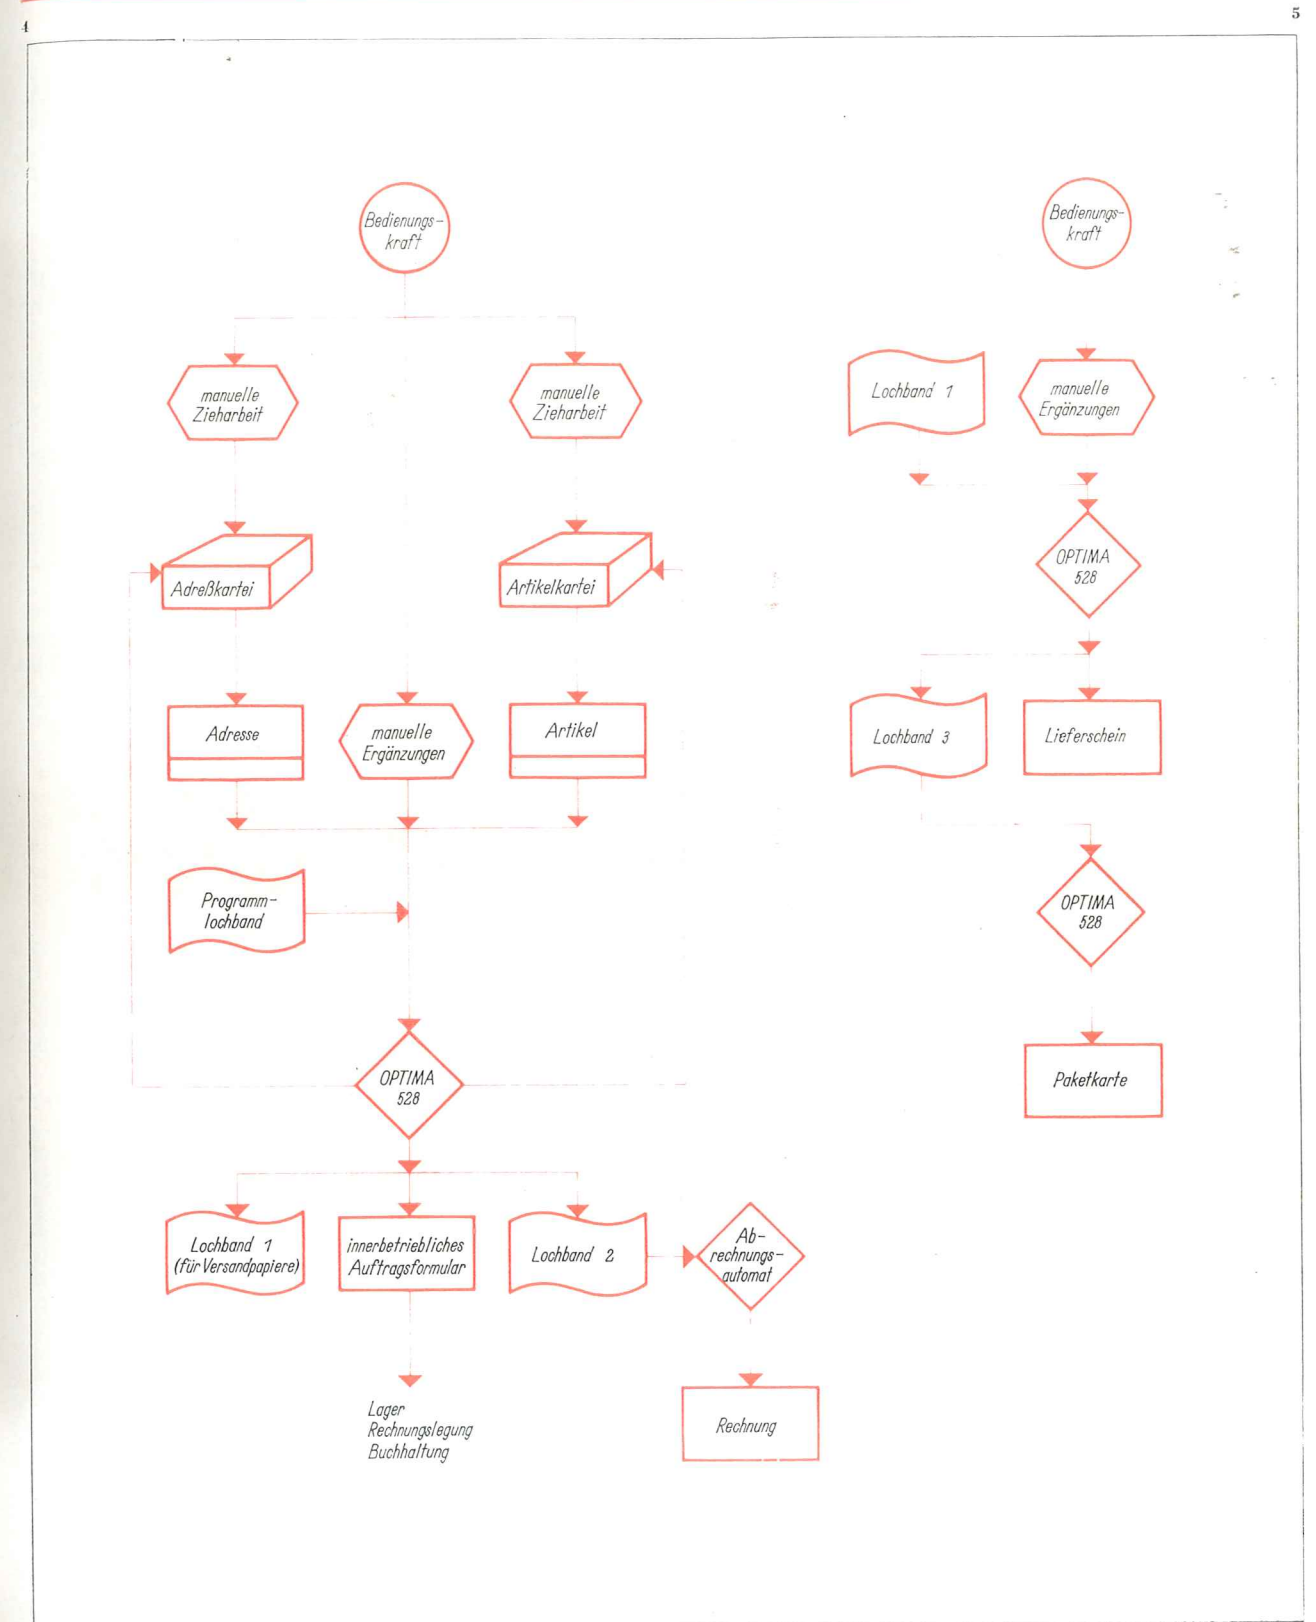 4
5
Bedienungs-
kraft
manuelle
Zieharbeit
manuelle
Zieharbeit
Adreßkartei
Artikelkartei
Adresse
manuelle
Ergänzungen
Artikel
Programm-
lochband
OPTIMA
528
Lochband 1
(für Versandpapiere)
innerbetriebliches
Auftragsformular
Lochband 2
Ab-
rechnungs-
automat
Lager
Rechnungslegung
Buchhaltung
Rechnung
Bedienungs-
kraft
Lochband 1
manuelle
Ergänzungen
OPTIMA
528
Lochband 3
Lieferschein
OPTIMA
528
Paketkarte